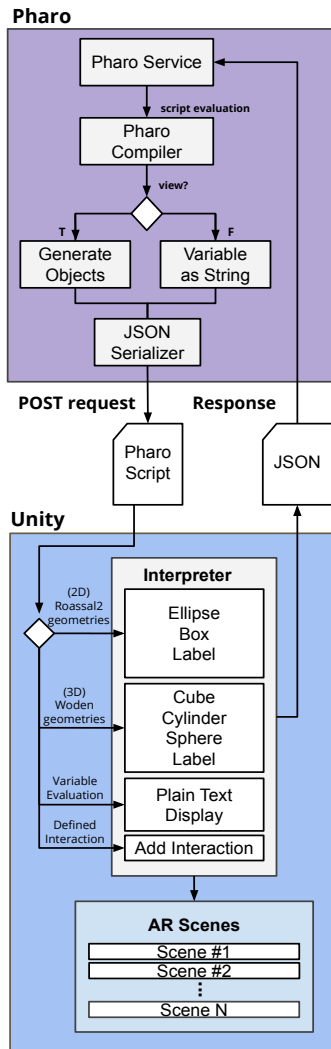 Pharo
Pharo Service
script evaluation
Pharo
Compiler
view?
T
F
Generate
Objects
Variable
as String
JSON
Serializer
POST request
Response
Pharo
Script
JSON
Unity
Interpreter
(2D)
Roassal2
geometries
Ellipse
Box
Label
(3D)
Woden
geometries
Cube
Cylinder
Sphere
Label
Variable
Evaluation
Plain Text
Display
Defined
Interaction
Add Interaction
AR Scenes
Scene #1
Scene #2
...
Scene N